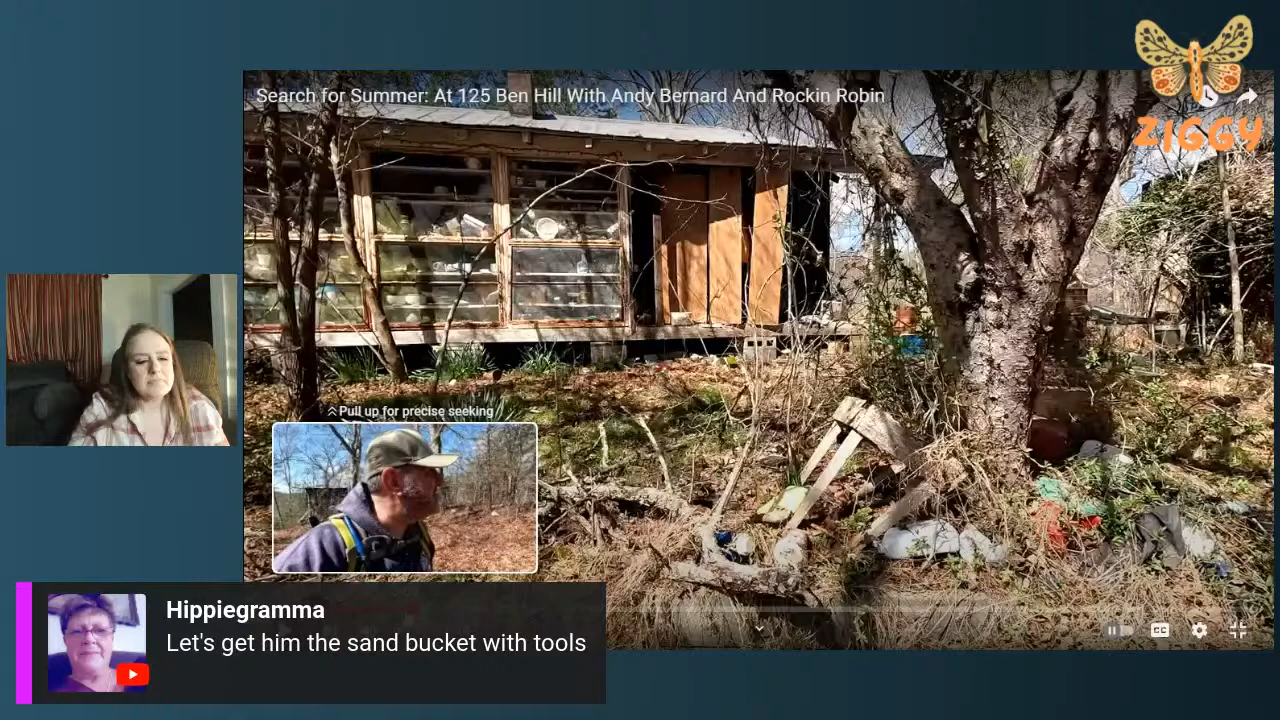 Search for Summer: At 125 Ben Hill With Andy Bernard And Rockin Robin
ZIGGY
Pull up for precise seeking
CC
Hippiegramma
Let's get him the sand bucket with tools